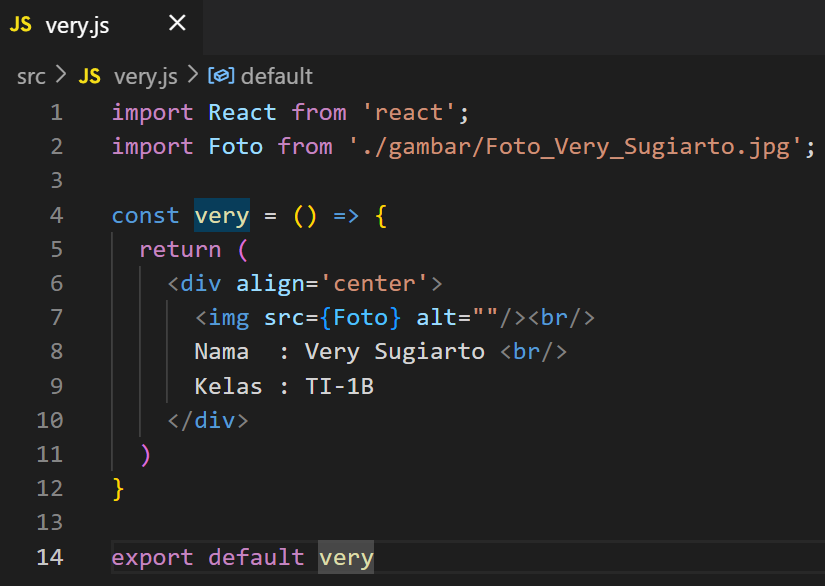 JS very.js ×
src > JS very.js > default
1 import React from 'react';
2 import Foto from './gambar/Foto_Very_Sugiarto.jpg';
3
4 const very = () => {
5   return (
6     <div align='center'>
7       <img src={Foto} alt=""/><br/>
8       Nama  : Very Sugiarto <br/>
9       Kelas : TI-1B
10     </div>
11   )
12 }
13
14 export default very